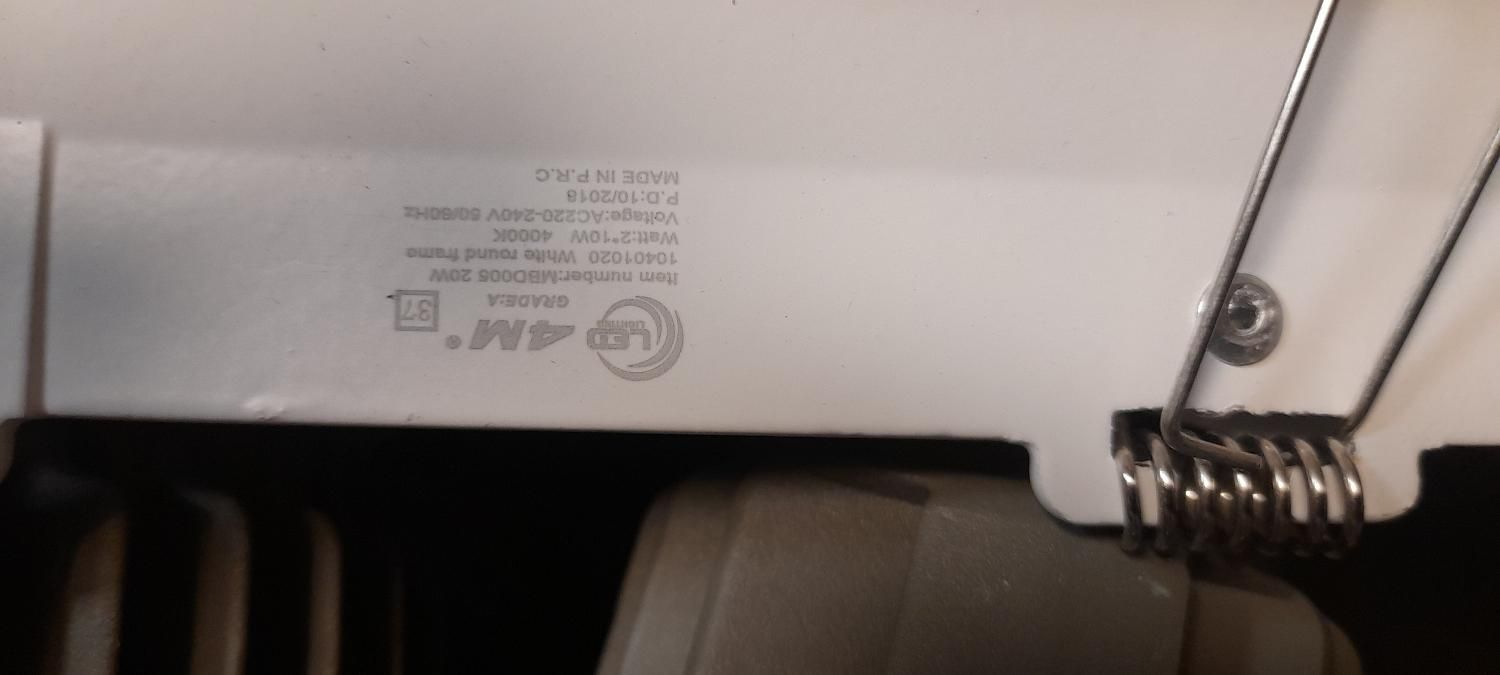 LED LIGHTING 4M® 37
GRADE:A
Item number:MBD005 20W
10401020 White round frame
Watt:2*10W 4000K
Voltage:AC220-240V 50/60Hz
P.D:10/2018
MADE IN P.R.C